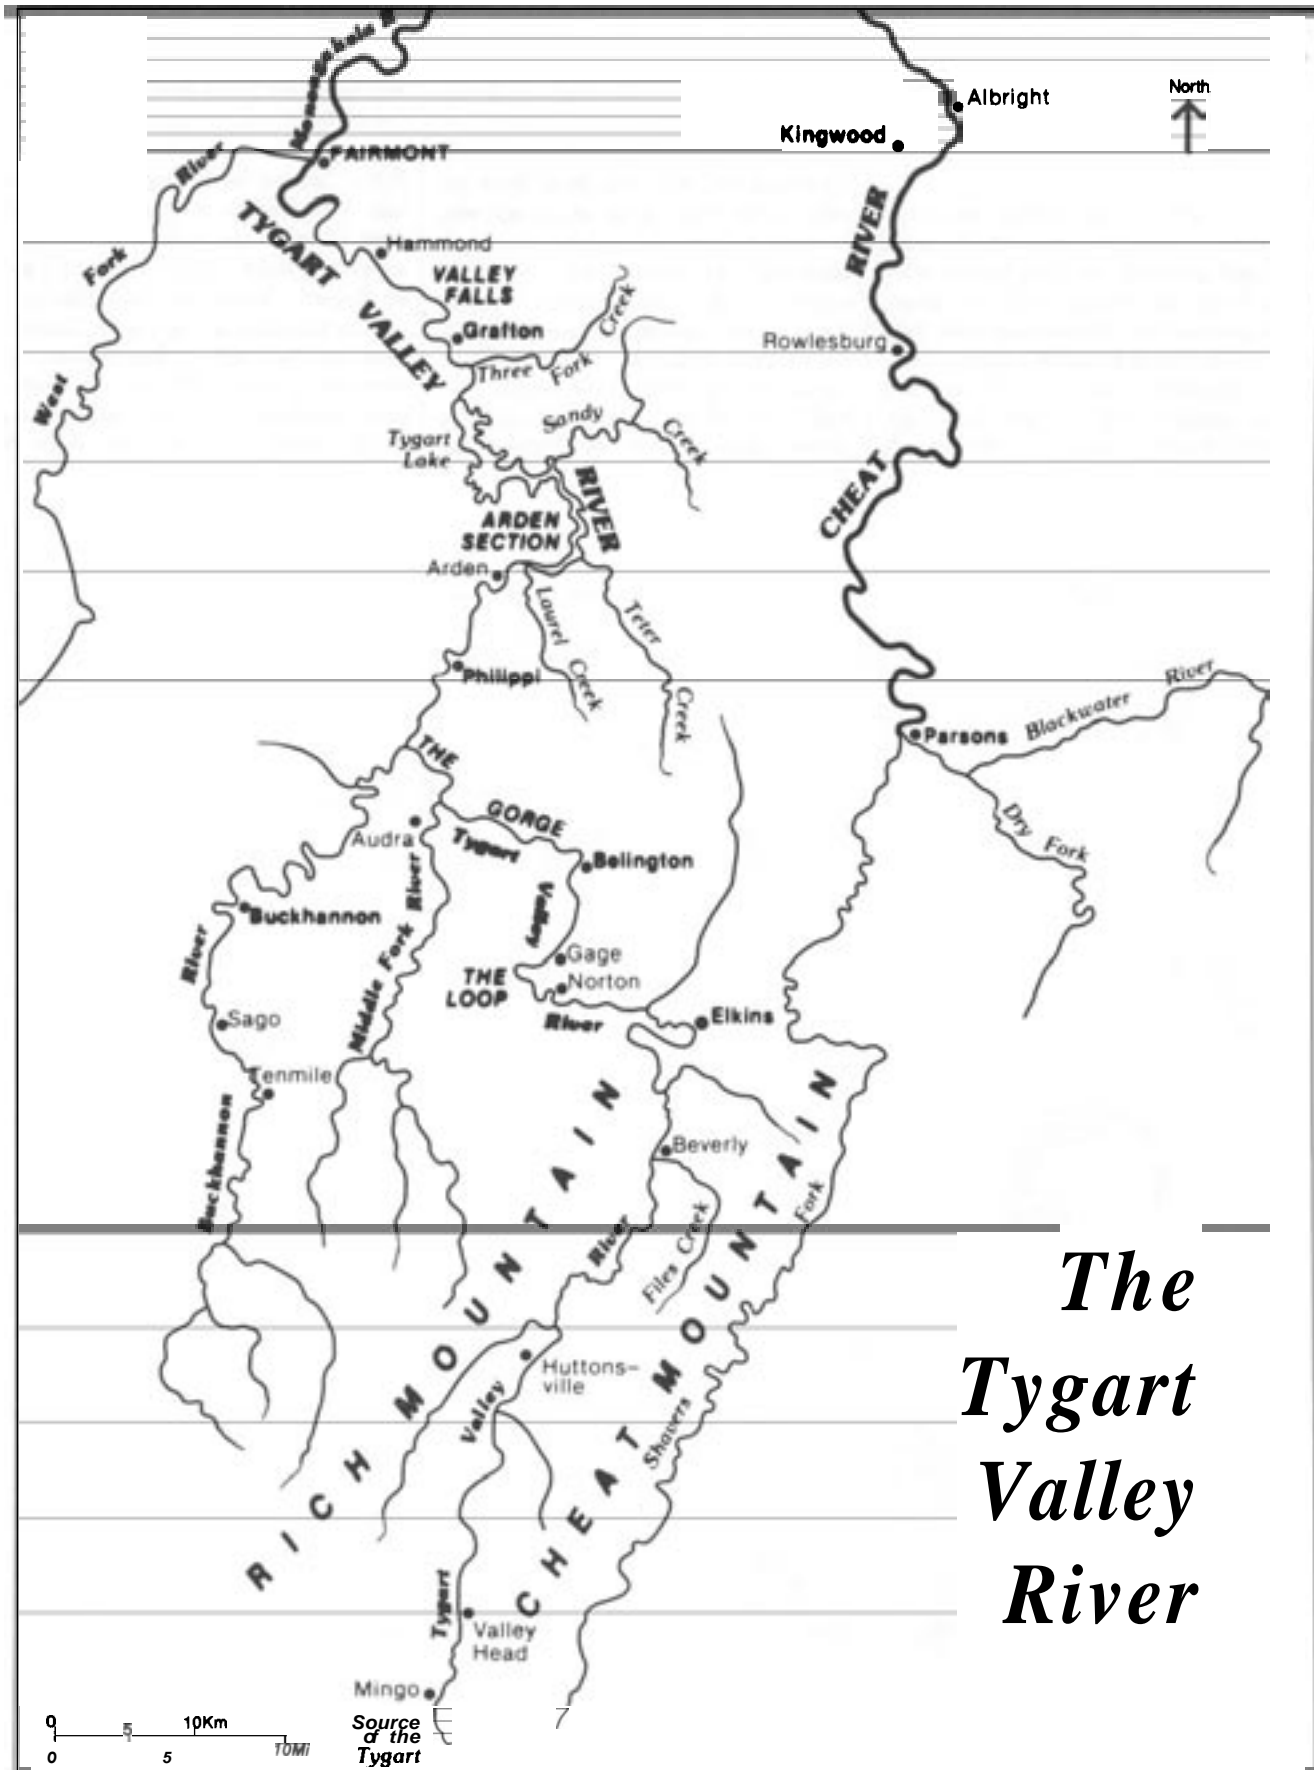 Monongahela R
Albright
North
Kingwood
FAIRMONT
River
TYGART
RIVER
Hammond
Fork
VALLEY
FALLS
VALLEY
Creek
Grafton
Rowlesburg
Three Fork
West
Sandy
Creek
Tygart
Lake
CHEAT
RIVER
ARDEN
SECTION
Arden
Laurel Creek
Teter
Philippi
River
Blackwater
Creek
Parsons
THE
GORGE
Dry Fork
Audra
Tygart
Belington
River
Valley
Buckhannon
River
Middle Fork
Gage
THE
LOOP
Norton
Elkins
River
Sago
Tenmile
Buckhannon
Beverly
Fork
Files Creek
River
RICH MOUNTAIN
CHEAT MOUNTAIN
Huttons-
ville
Valley
Shavers
The
Tygart
Valley
River
Tygart
Valley
Head
Mingo
Source
of the
Tygart
0 5 10Km
0 5 10Mi